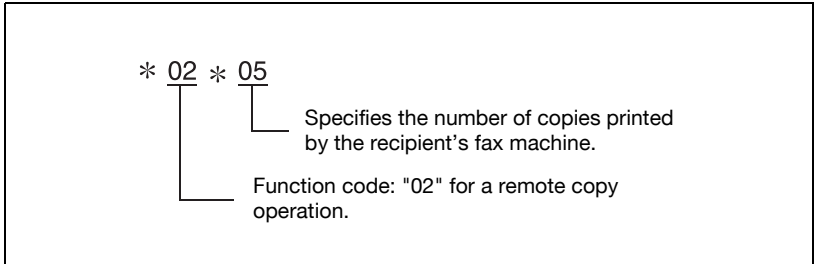 * 02 * 05
Specifies the number of copies printed
by the recipient’s fax machine.
Function code: "02" for a remote copy
operation.